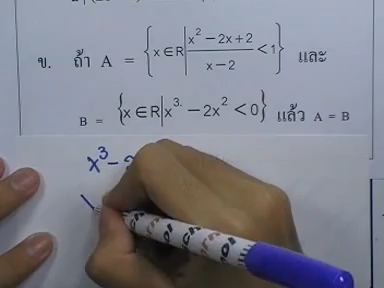 ข. ถ้า A = {x ∈ R | (x² − 2x + 2)/(x − 2) < 1} และ
B = {x ∈ R | x³· − 2x² < 0} แล้ว A = B
x³ −